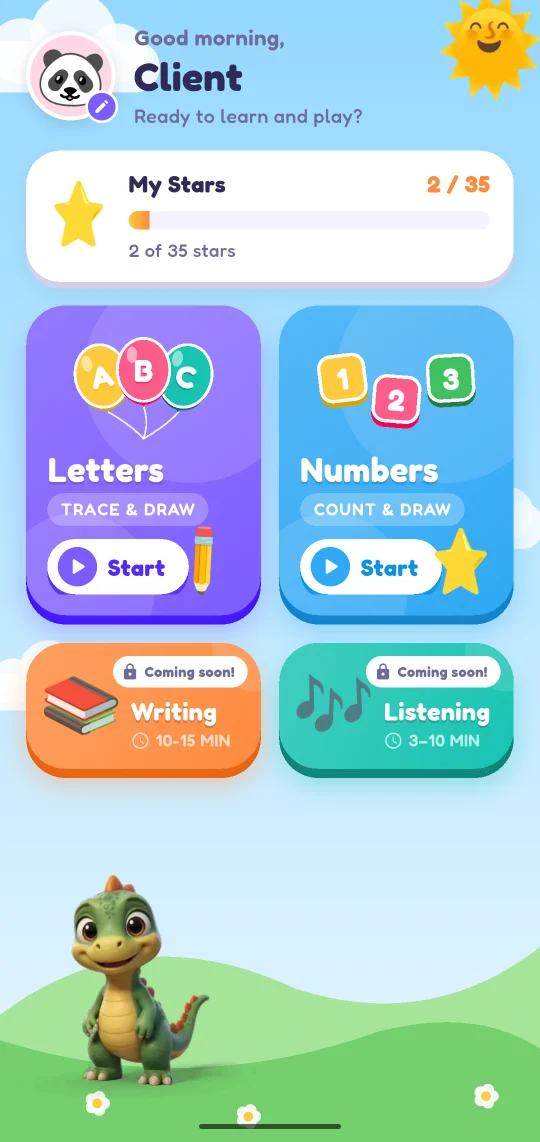 Good morning,
Client
Ready to learn and play?
My Stars
2 / 35
2 of 35 stars
A B C
1 2 3
Letters
TRACE & DRAW
Start
Numbers
COUNT & DRAW
Start
Coming soon!
Writing
10-15 MIN
Coming soon!
Listening
3–10 MIN